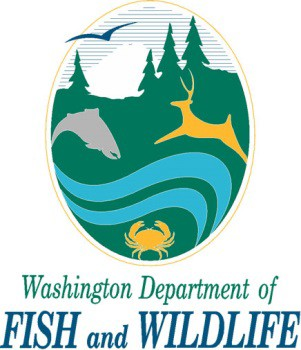 Washington Department of
FISH and WILDLIFE